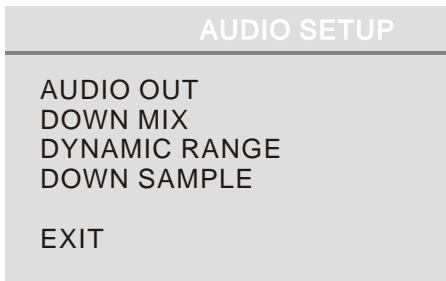 AUDIO SETUP
AUDIO OUT
DOWN MIX
DYNAMIC RANGE
DOWN SAMPLE
EXIT